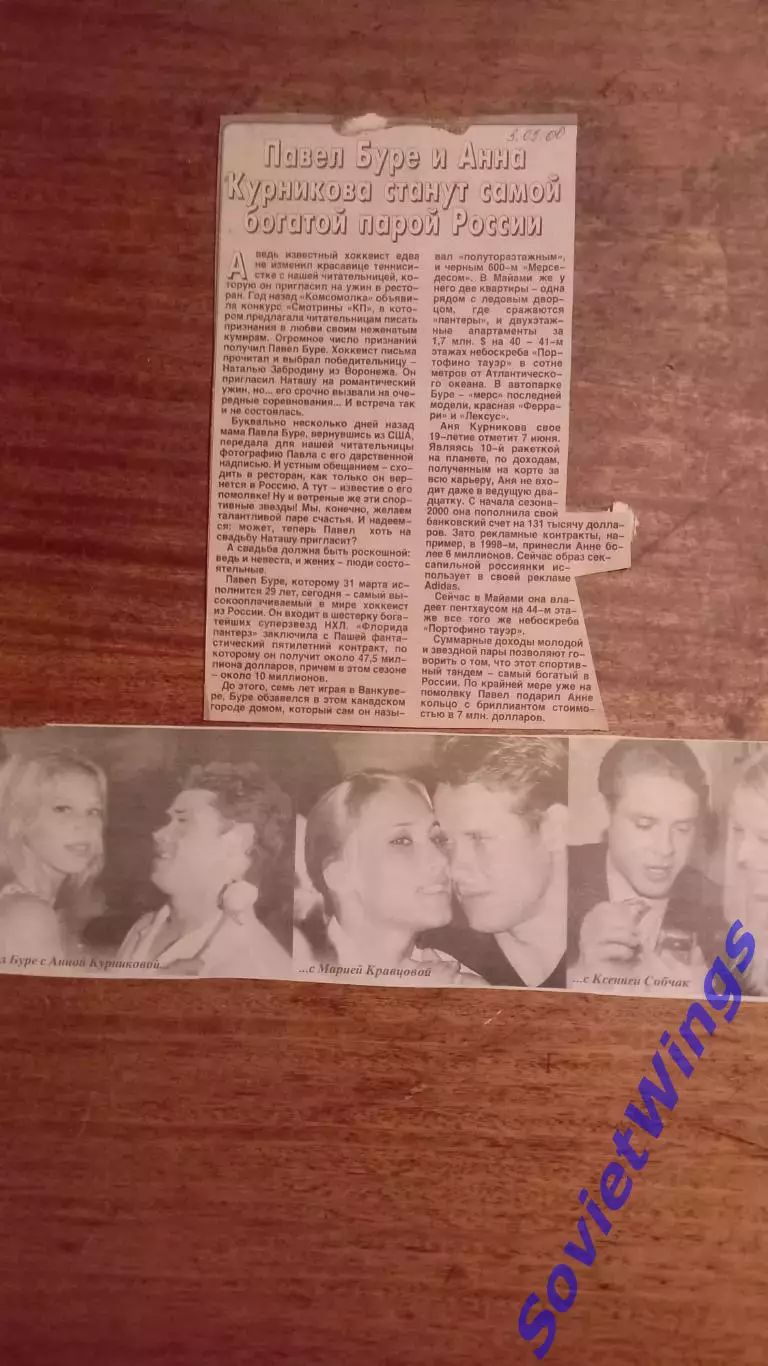 3.03.00
Павел Буре и Анна
Курникова станут самой
богатой парой России
А ведь известный хоккеист едва
не изменил красавице теннисистке
стке с нашей читательницей, ко-
торую он пригласил на ужин в ресто-
ран. Год назад «Комсомолка» объяви-
ла конкурс «Смотрины «КП», в ко-
тором предлагала читательницам писать
признания в любви своим неженатым
кумирам. Огромное число признаний
получил Павел Буре. Хоккеист письма
прочитал и выбрал победительницу -
Наталью Забродину из Воронежа. Он
пригласил Наташу на романтический
ужин, но... его срочно вызвали на оче-
редные соревнования... И встреча так
и не состоялась.
Буквально несколько дней назад
мама Павла Буре, вернувшись из США,
передала для нашей читательницы
фотографию Павла с его дарственной
надписью. И устным обещанием – схо-
дить в ресторан, как только он вер-
нется в Россию. А тут – известие о его
помолвке! Ну и ветреные же эти спор-
тивные звезды! Мы, конечно, желаем
талантливой паре счастья. И надеем-
ся: может, теперь Павел хоть на
свадьбу Наташу пригласит?
А свадьба должна быть роскошной:
ведь и невеста, и жених – люди состо-
ятельные.
Павел Буре, которому 31 марта ис-
полнится 29 лет, сегодня – самый вы-
сокооплачиваемый в мире хоккеист
из России. Он входит в шестерку бога-
тейших суперзвезд НХЛ. «Флорида
пантерз» заключила с Пашей фанта-
стический пятилетний контракт, по
которому он получит около 47,5 мил-
лиона долларов, причем в этом сезоне
– около 10 миллионов.
До этого, семь лет играя в Ванкуве-
ре, Буре обзавелся в этом канадском
городе домом, который сам он назы-
вал «полутораэтажным»,
и черным 600-м «Мерсе-
десом». В Майами же у
него две квартиры - одна
рядом с ледовым двор-
цом, где сражаются
«пантеры», и двухэтаж-
ные апартаменты за
1,7 млн. $ на 40 – 41-м
этажах небоскреба «Пор-
тофино тауэр» в сотне
метров от Атлантическо-
го океана. В автопарке
Буре – «мерс» последней
модели, красная «Ферра-
ри» и «Лексус».
Аня Курникова свое
19-летие отметит 7 июня.
Являясь 10-й ракеткой
на планете, по доходам,
полученным на корте за
всю карьеру, Аня не вхо-
дит даже в ведущую два-
дцатку. С начала сезона-
2000 она пополнила свой
банковский счет на 131 тысячу долла-
ров. Зато рекламные контракты, на-
пример, в 1998-м, принесли Анне бо-
лее 6 миллионов. Сейчас образ секс-
сапильной россиянки ис-
пользует в своей рекламе
Adidas.
Сейчас в Майами она вла-
деет пентхаусом на 44-м эта-
же все того же небоскреба
«Портофино тауэр».
Суммарные доходы молодой
и звездной пары позволяют го-
ворить о том, что этот спортив-
ный тандем – самый богатый в
России. По крайней мере уже на
помолвку Павел подарил Анне
кольцо с бриллиантом стоимо-
стью в 7 млн. долларов.
л Буре с Анной Курниковой...
...с Марией Кравцовой
...с Ксенией Собчак
SovietWings